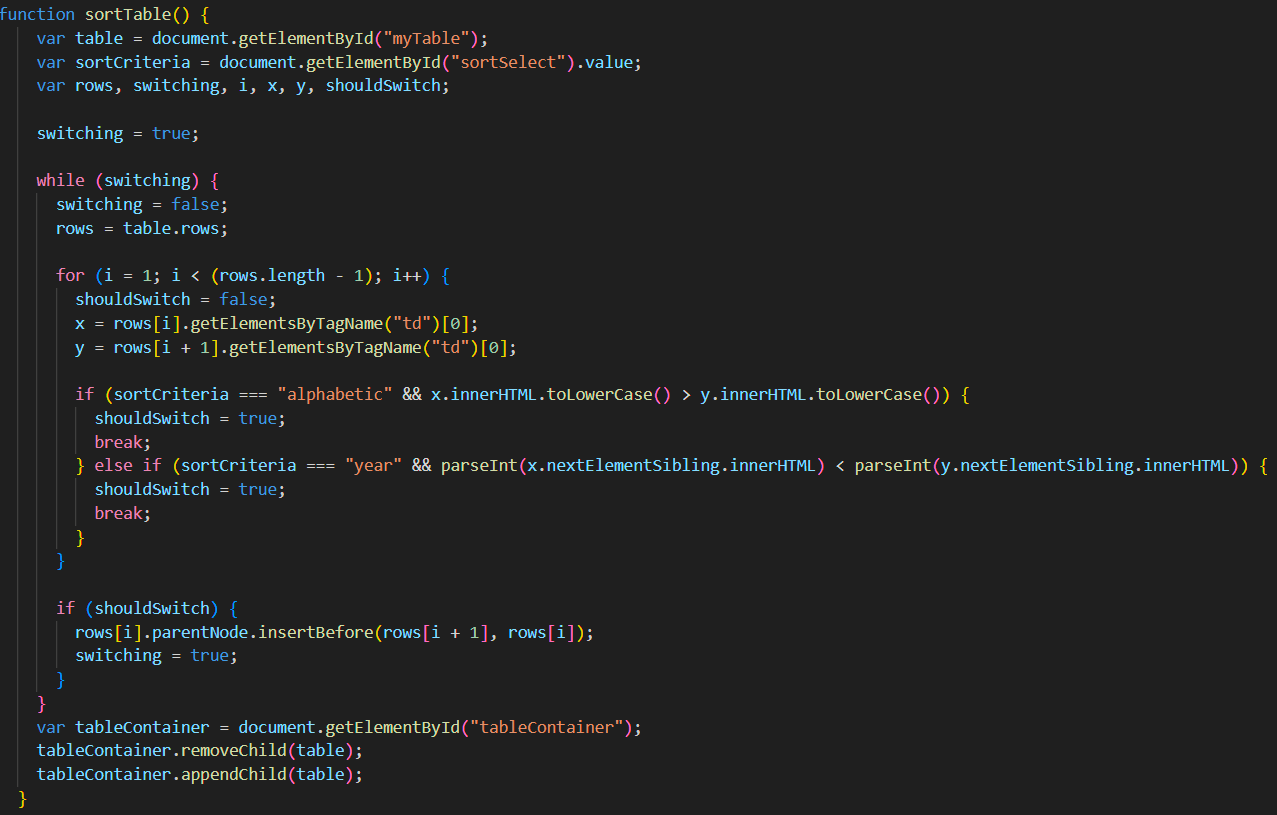 function sortTable() {
var table = document.getElementById("myTable");
var sortCriteria = document.getElementById("sortSelect").value;
var rows, switching, i, x, y, shouldSwitch;
switching = true;
while (switching) {
switching = false;
rows = table.rows;
for (i = 1; i < (rows.length - 1); i++) {
shouldSwitch = false;
x = rows[i].getElementsByTagName("td")[0];
y = rows[i + 1].getElementsByTagName("td")[0];
if (sortCriteria === "alphabetic" && x.innerHTML.toLowerCase() > y.innerHTML.toLowerCase()) {
shouldSwitch = true;
break;
} else if (sortCriteria === "year" && parseInt(x.nextElementSibling.innerHTML) < parseInt(y.nextElementSibling.innerHTML)) {
shouldSwitch = true;
break;
}
}
if (shouldSwitch) {
rows[i].parentNode.insertBefore(rows[i + 1], rows[i]);
switching = true;
}
}
var tableContainer = document.getElementById("tableContainer");
tableContainer.removeChild(table);
tableContainer.appendChild(table);
}